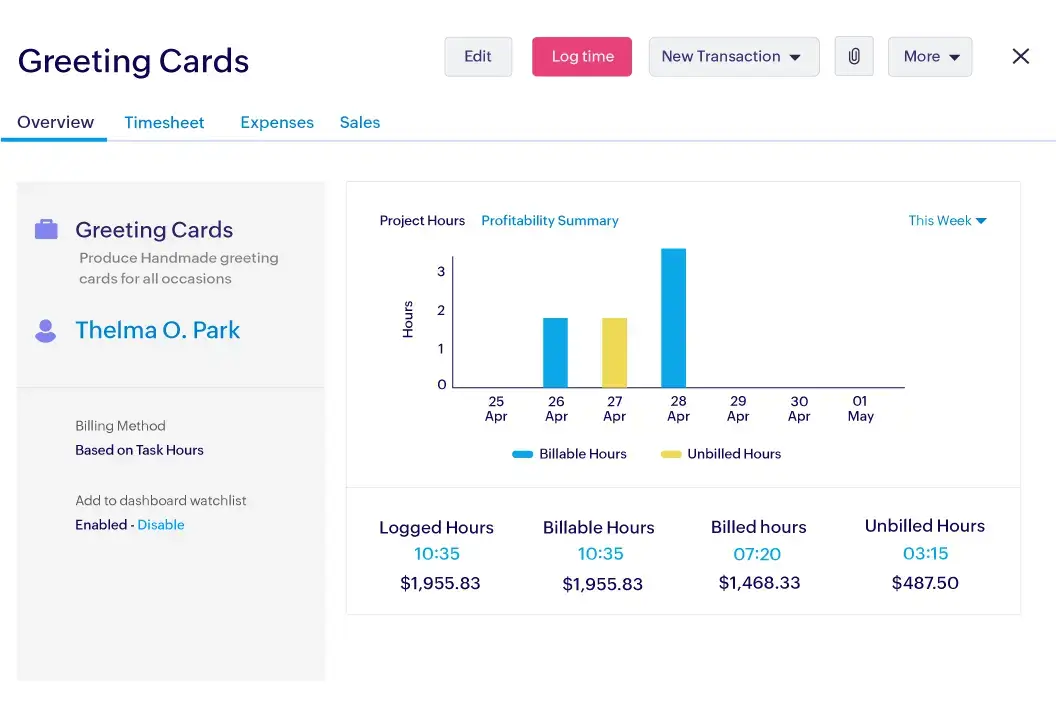 Greeting Cards
Edit
Log time
New Transaction
More
Overview
Timesheet
Expenses
Sales
Greeting Cards
Produce Handmade greeting
cards for all occasions
Thelma O. Park
Billing Method
Based on Task Hours
Add to dashboard watchlist
Enabled - Disable
Project Hours
Profitability Summary
This Week
Hours
3
2
1
0
25 Apr
26 Apr
27 Apr
28 Apr
29 Apr
30 Apr
01 May
Billable Hours
Unbilled Hours
Logged Hours
10:35
$1,955.83
Billable Hours
10:35
$1,955.83
Billed hours
07:20
$1,468.33
Unbilled Hours
03:15
$487.50